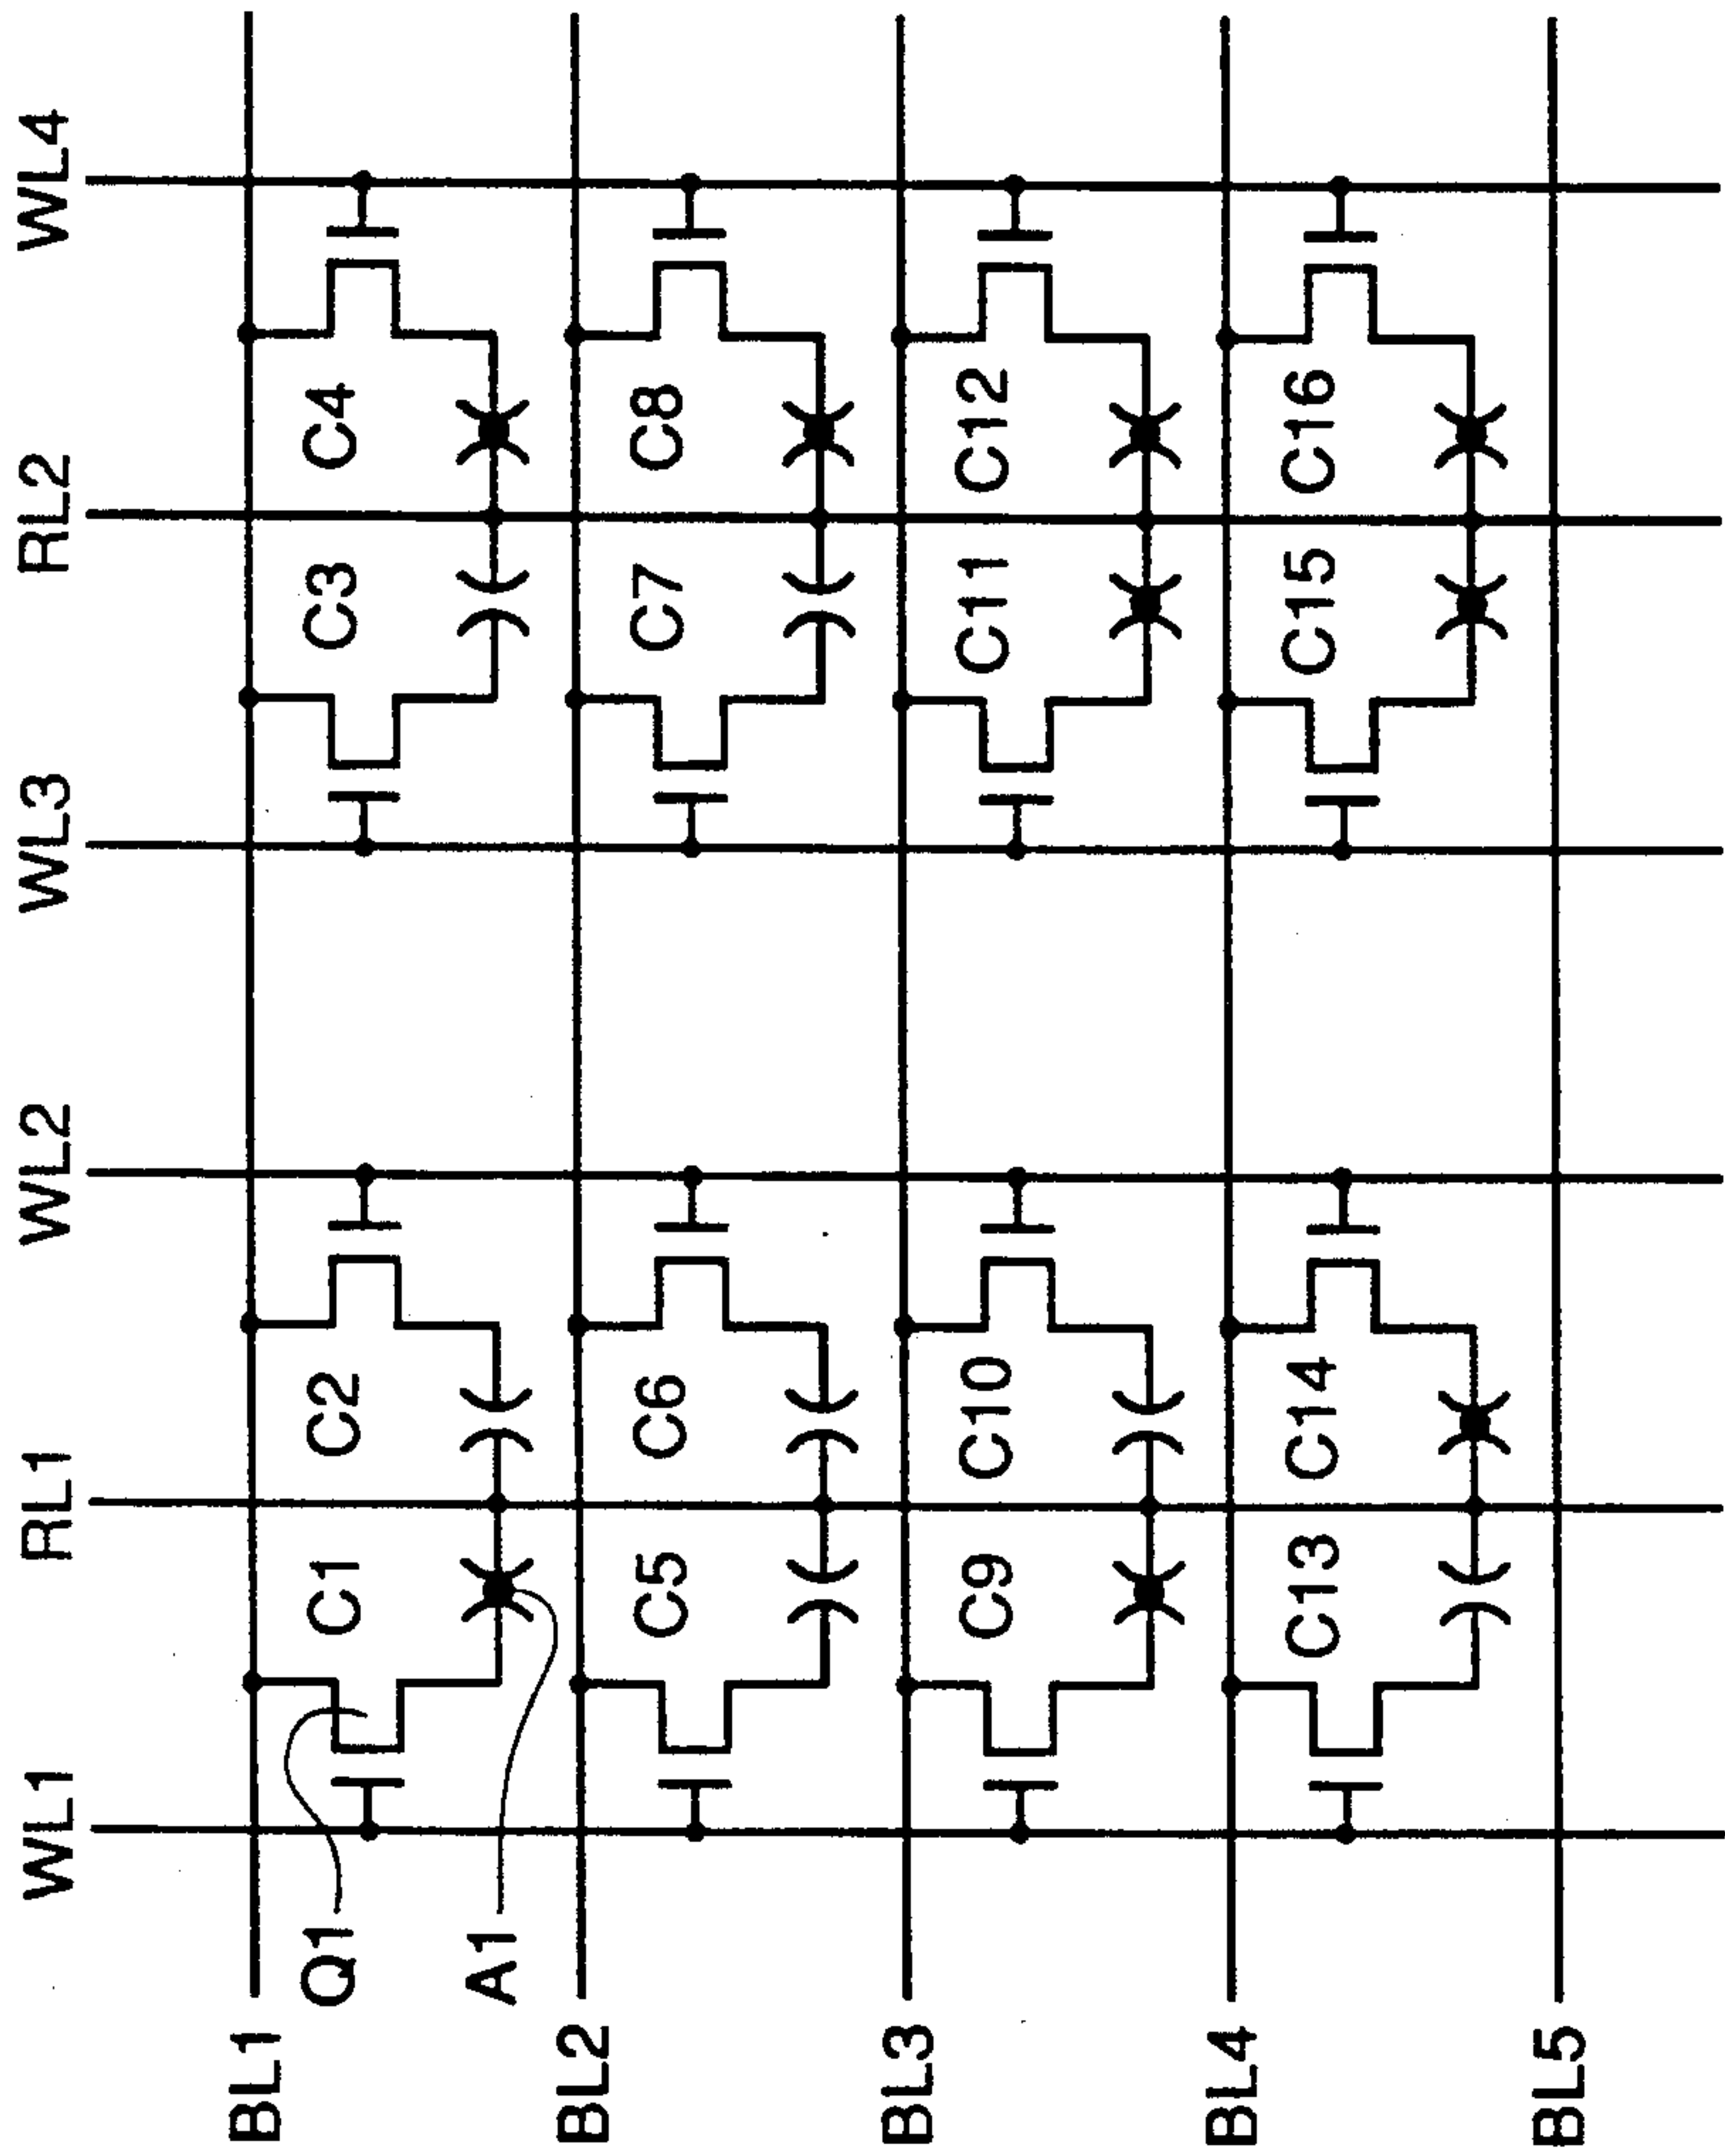 WL1 RL1 WL2 WL3 RL2 WL4
BL1
C1 C2 C3 C4
Q1
A1
BL2
C5 C6 C7 C8
BL3
C9 C10 C11 C12
BL4
C13 C14 C15 C16
BL5